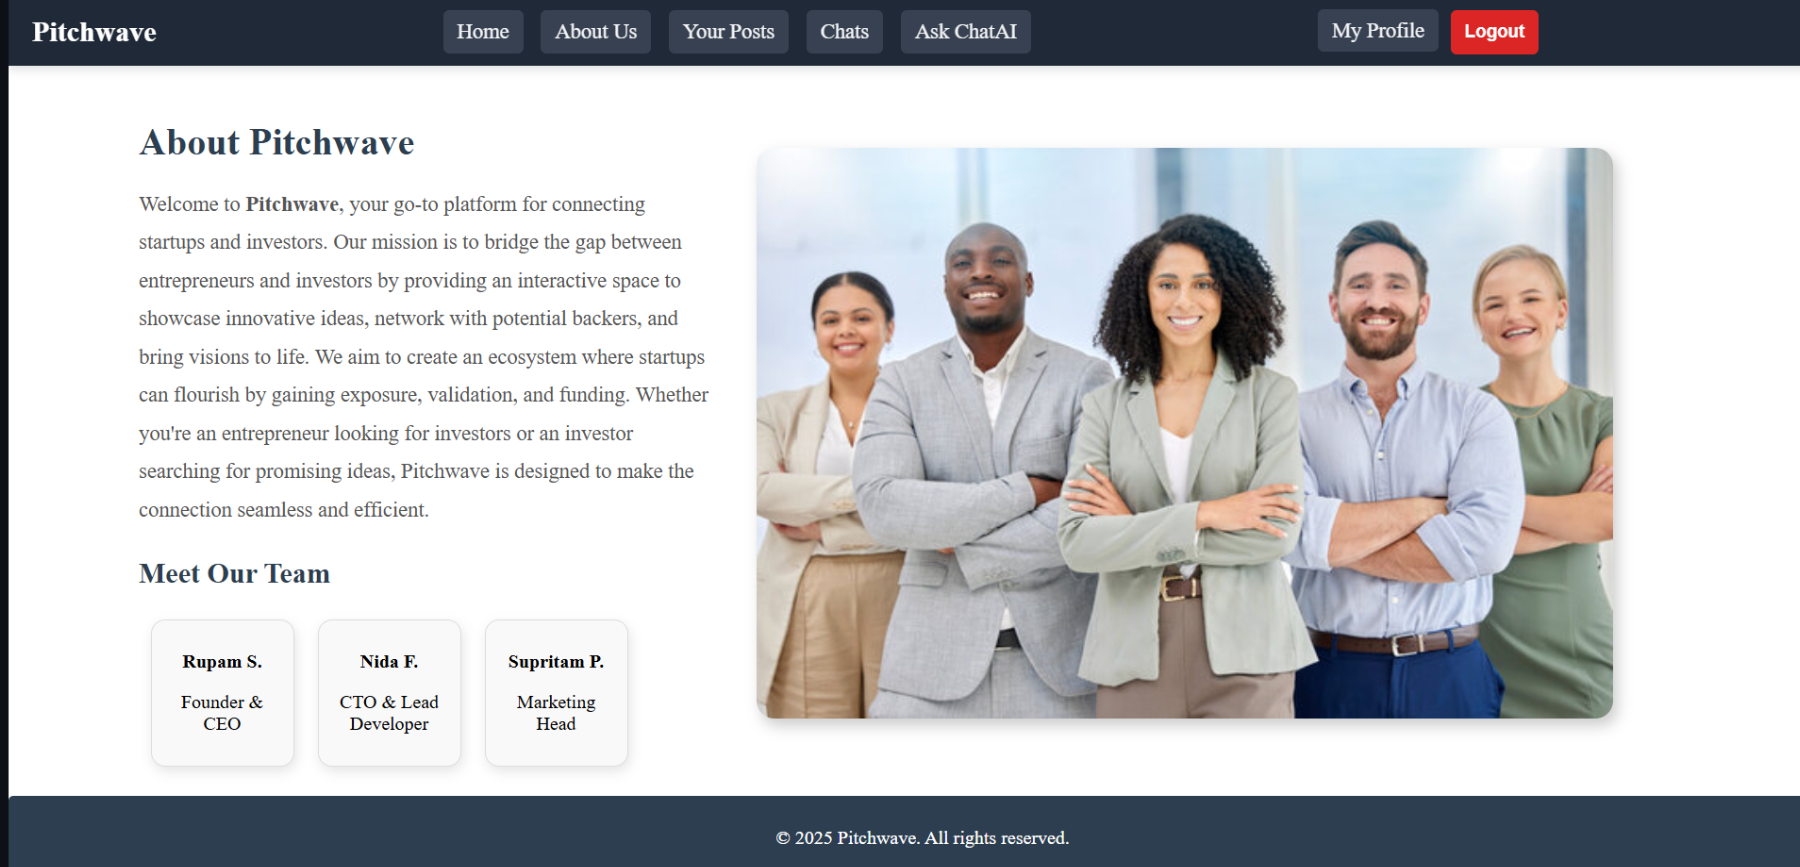 Pitchwave
Home
About Us
Your Posts
Chats
Ask ChatAI
My Profile
Logout
About Pitchwave
Welcome to Pitchwave, your go-to platform for connecting
startups and investors. Our mission is to bridge the gap between
entrepreneurs and investors by providing an interactive space to
showcase innovative ideas, network with potential backers, and
bring visions to life. We aim to create an ecosystem where startups
can flourish by gaining exposure, validation, and funding. Whether
you're an entrepreneur looking for investors or an investor
searching for promising ideas, Pitchwave is designed to make the
connection seamless and efficient.
Meet Our Team
Rupam S.
Founder &
CEO
Nida F.
CTO & Lead
Developer
Supritam P.
Marketing
Head
© 2025 Pitchwave. All rights reserved.